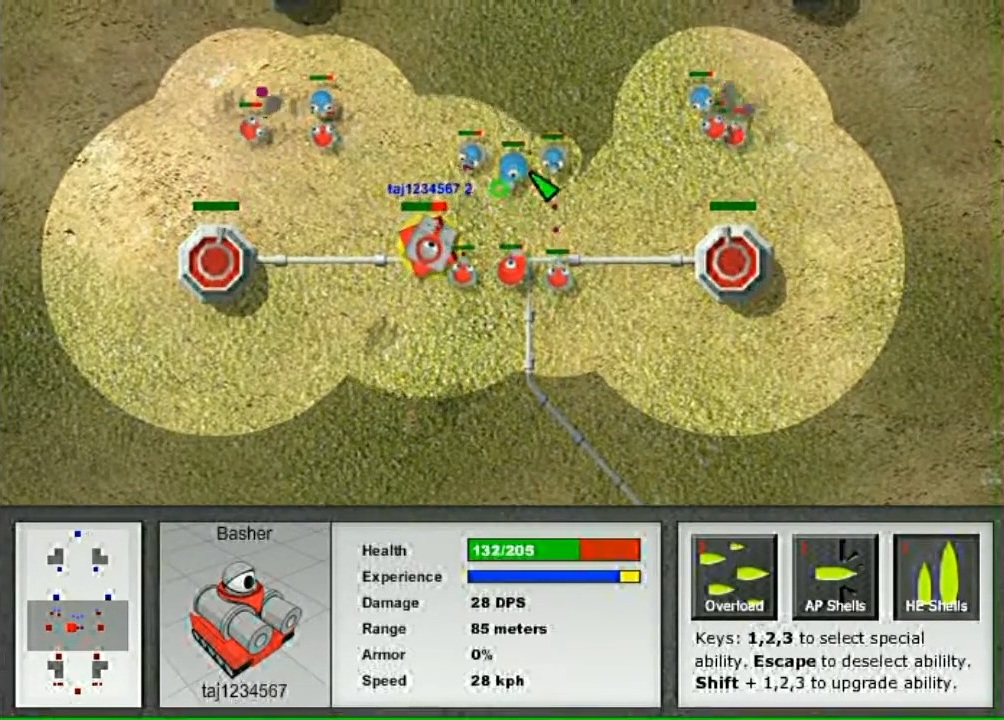 taj1234567 2
Basher
taj1234567
Health 132/205
Experience
Damage 28 DPS
Range 85 meters
Armor 0%
Speed 28 kph
Overload
AP Shells
HE Shells
Keys: 1,2,3 to select special
ability. Escape to deselect abililty.
Shift + 1,2,3 to upgrade ability.